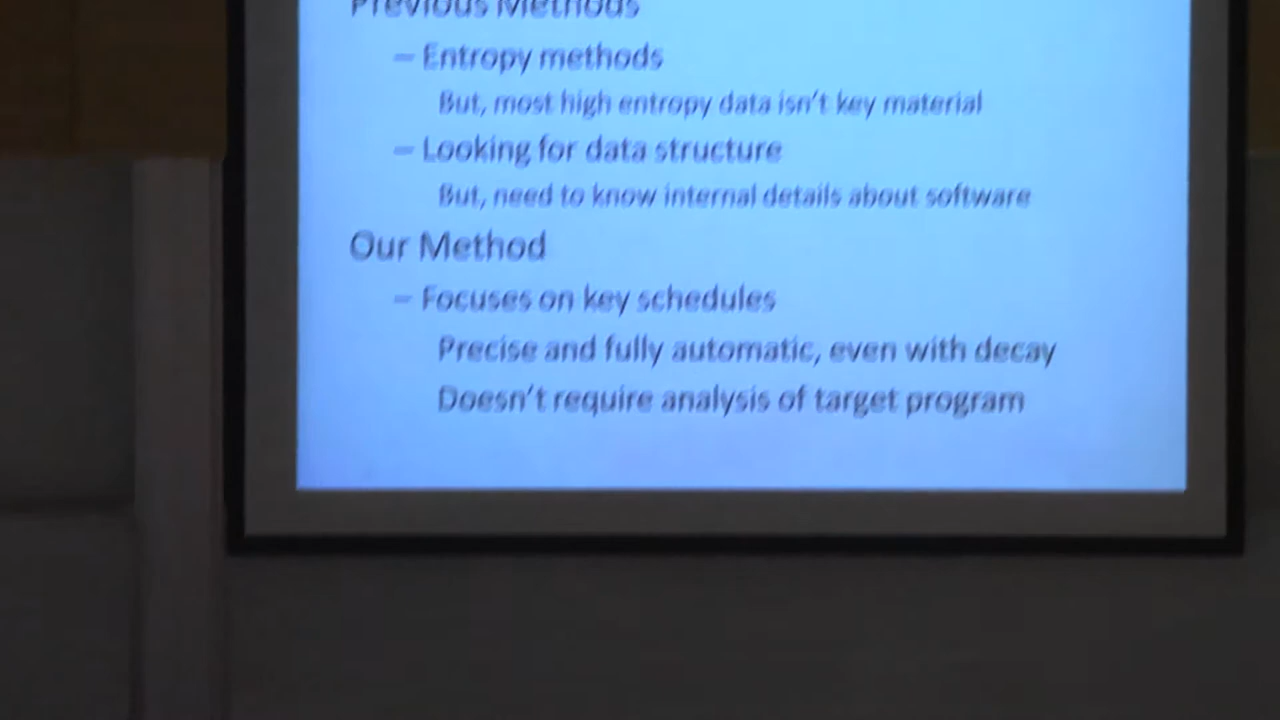 Previous Methods
– Entropy methods
But, most high entropy data isn't key material
– Looking for data structure
But, need to know internal details about software
Our Method
– Focuses on key schedules
Precise and fully automatic, even with decay
Doesn't require analysis of target program